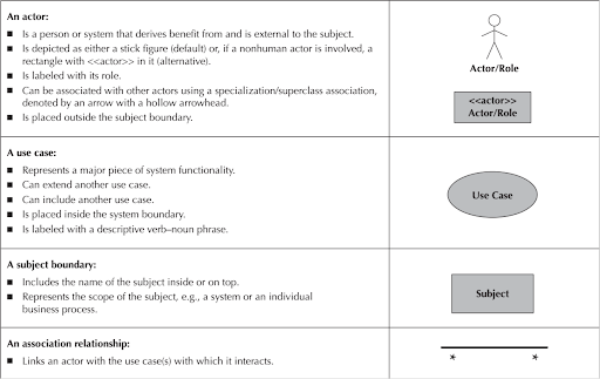 An actor:
■ Is a person or system that derives benefit from and is external to the subject.
■ Is depicted as either a stick figure (default) or, if a nonhuman actor is involved, a
rectangle with <<actor>> in it (alternative).
■ Is labeled with its role.
■ Can be associated with other actors using a specialization/superclass association,
denoted by an arrow with a hollow arrowhead.
■ Is placed outside the subject boundary.
Actor/Role
<<actor>>
Actor/Role
A use case:
■ Represents a major piece of system functionality.
■ Can extend another use case.
■ Can include another use case.
■ Is placed inside the system boundary.
■ Is labeled with a descriptive verb–noun phrase.
Use Case
A subject boundary:
■ Includes the name of the subject inside or on top.
■ Represents the scope of the subject, e.g., a system or an individual
business process.
Subject
An association relationship:
■ Links an actor with the use case(s) with which it interacts.
* *